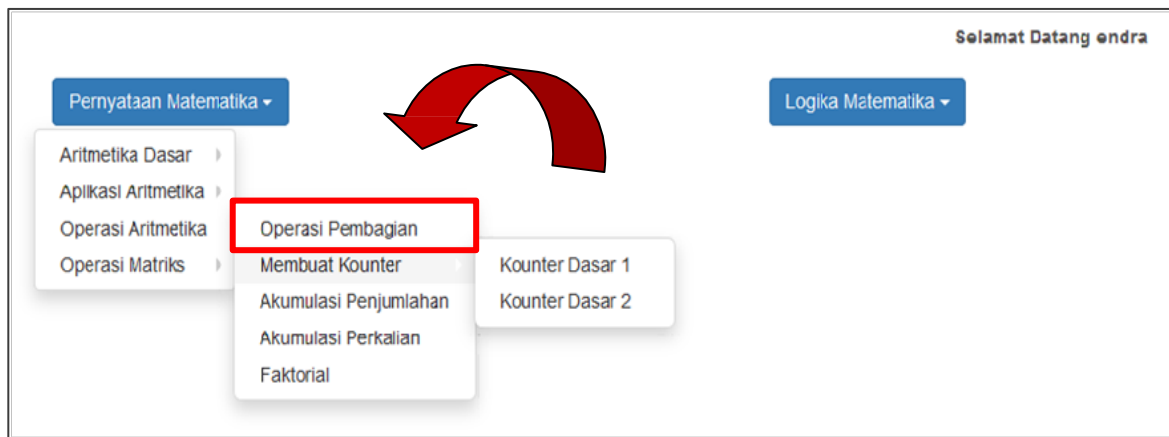 Selamat Datang endra
Pernyataan Matematika
Logika Matematika
Aritmetika Dasar
Aplikasi Aritmetika
Operasi Aritmetika
Operasi Matriks
Operasi Pembagian
Membuat Kounter
Akumulasi Penjumlahan
Akumulasi Perkalian
Faktorial
Kounter Dasar 1
Kounter Dasar 2